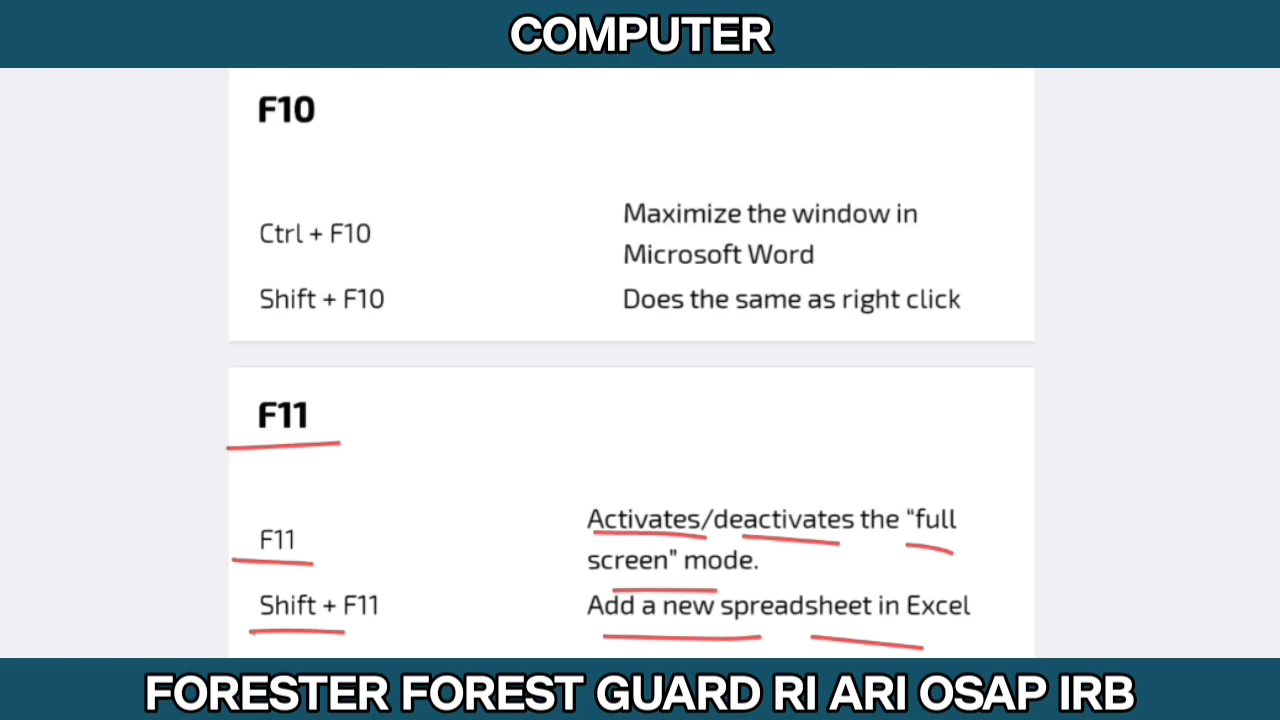 COMPUTER
F10
Ctrl + F10
Maximize the window in
Microsoft Word
Shift + F10
Does the same as right click
F11
F11
Activates/deactivates the “full
screen” mode.
Shift + F11
Add a new spreadsheet in Excel
FORESTER FOREST GUARD RI ARI OSAP IRB